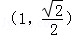 (1, √2/2)